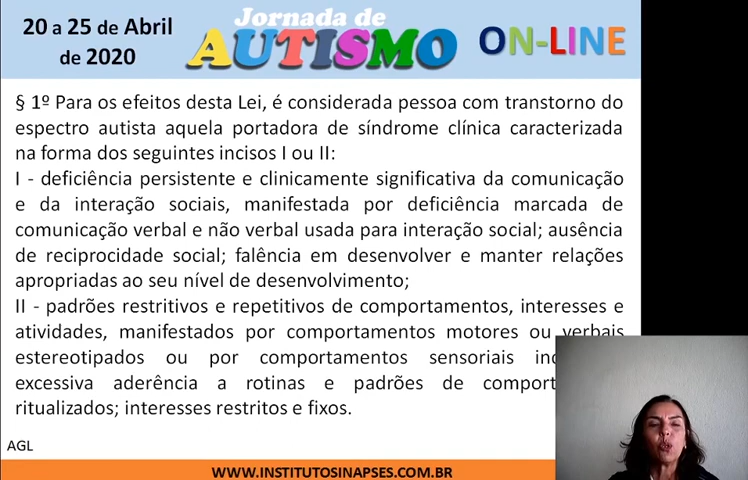 20 a 25 de Abril
de 2020
Jornada de
AUTISMO
ON-LINE
§ 1º Para os efeitos desta Lei, é considerada pessoa com transtorno do
espectro autista aquela portadora de síndrome clínica caracterizada
na forma dos seguintes incisos I ou II:
I - deficiência persistente e clinicamente significativa da comunicação
e da interação sociais, manifestada por deficiência marcada de
comunicação verbal e não verbal usada para interação social; ausência
de reciprocidade social; falência em desenvolver e manter relações
apropriadas ao seu nível de desenvolvimento;
II - padrões restritivos e repetitivos de comportamentos, interesses e
atividades, manifestados por comportamentos motores ou verbais
estereotipados ou por comportamentos sensoriais
excessiva aderência a rotinas e padrões de
ritualizados; interesses restritos e fixos.
AGL
WWW.INSTITUTOSINAPSES.COM.BR